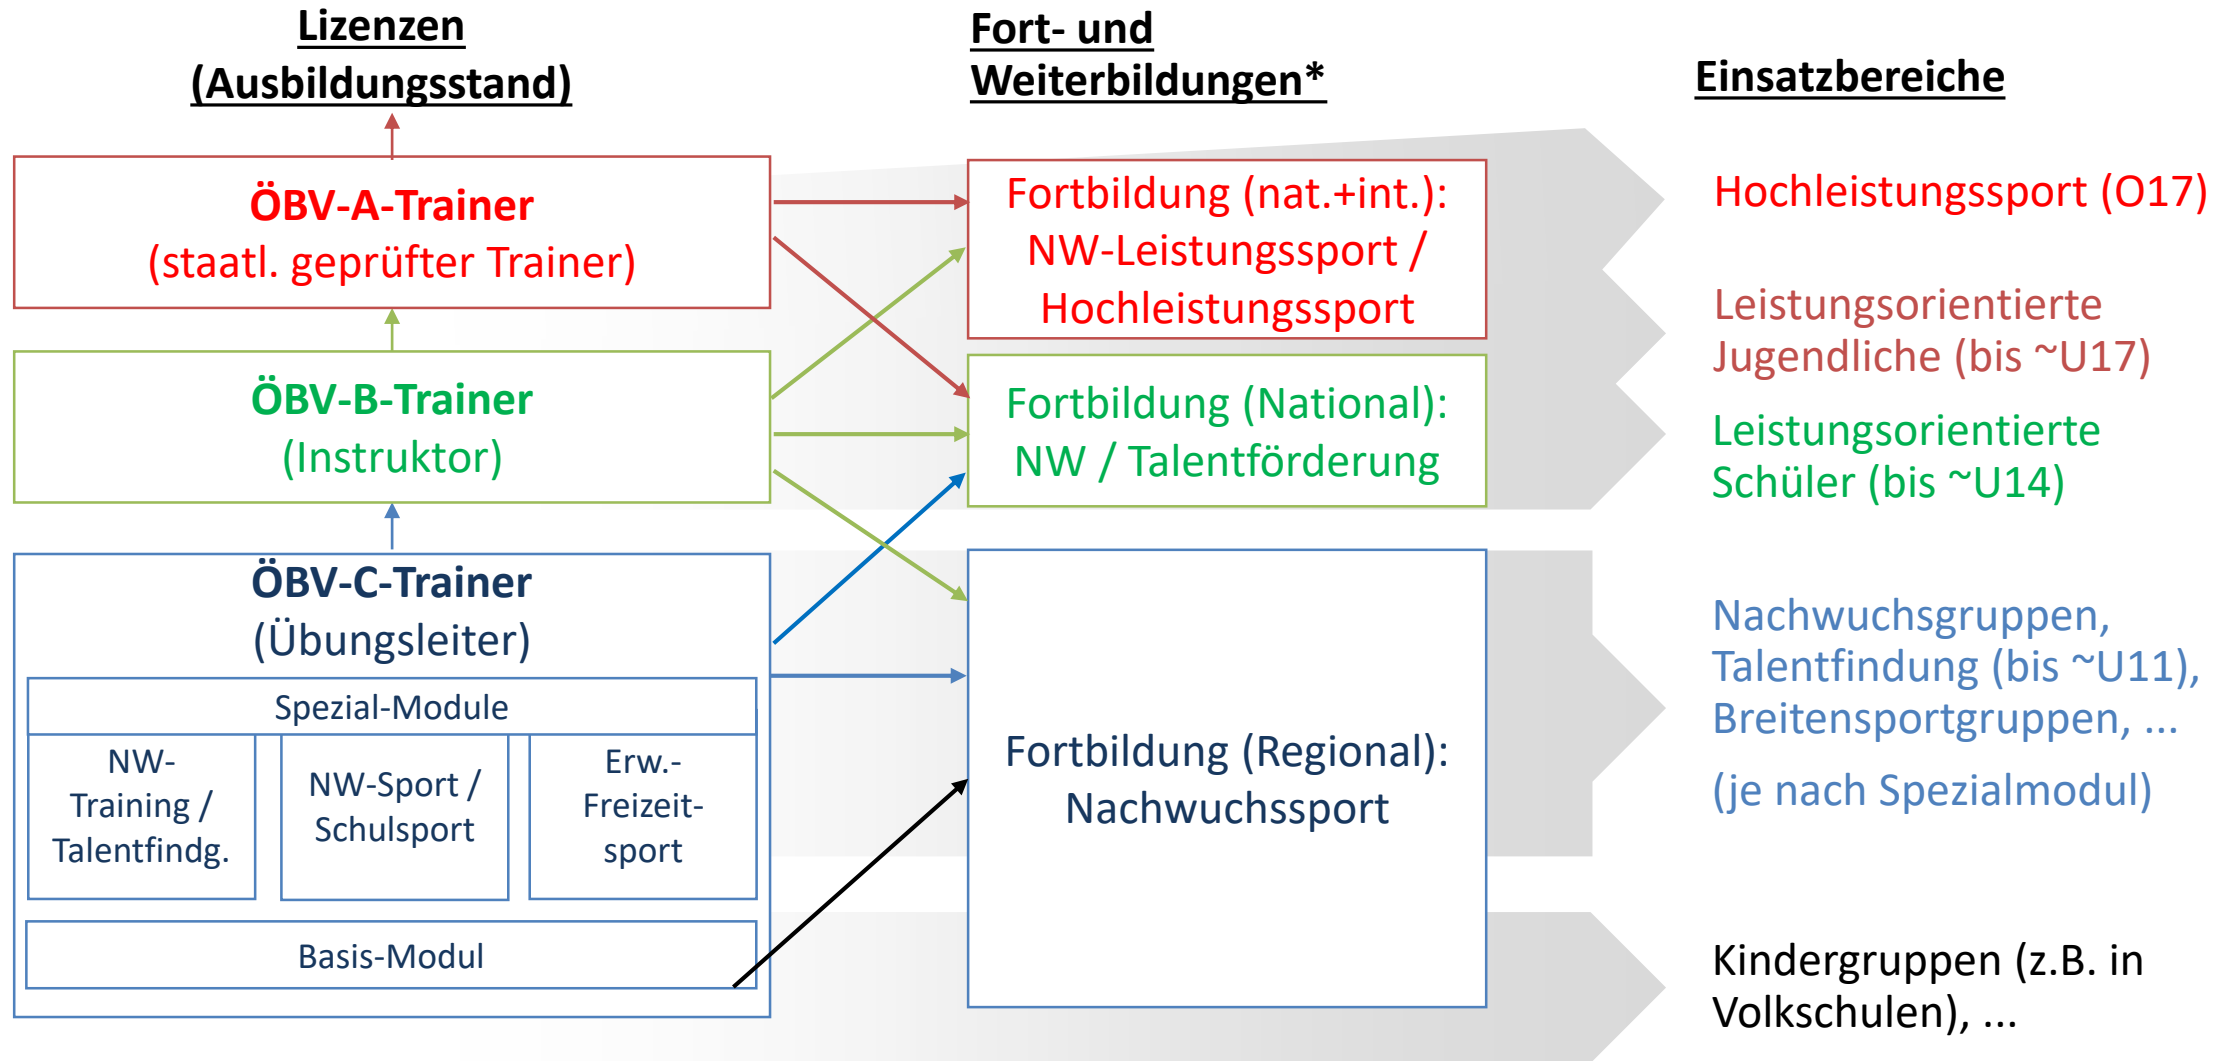 Lizenzen
(Ausbildungsstand)
ÖBV-A-Trainer
(staatl. geprüfter Trainer)
ÖBV-B-Trainer
(Instruktor)
ÖBV-C-Trainer
(Übungsleiter)
Spezial-Module
NW-
Training /
Talentfindg.
NW-Sport /
Schulsport
Erw.-
Freizeit-
sport
Basis-Modul
Fort- und
Weiterbildungen*
Fortbildung (nat.+int.):
NW-Leistungssport /
Hochleistungssport
Fortbildung (National):
NW / Talentförderung
Fortbildung (Regional):
Nachwuchssport
Einsatzbereiche
Hochleistungssport (O17)
Leistungsorientierte
Jugendliche (bis ~U17)
Leistungsorientierte
Schüler (bis ~U14)
Nachwuchsgruppen,
Talentfindung (bis ~U11),
Breitensportgruppen, ...
(je nach Spezialmodul)
Kindergruppen (z.B. in
Volkschulen), ...